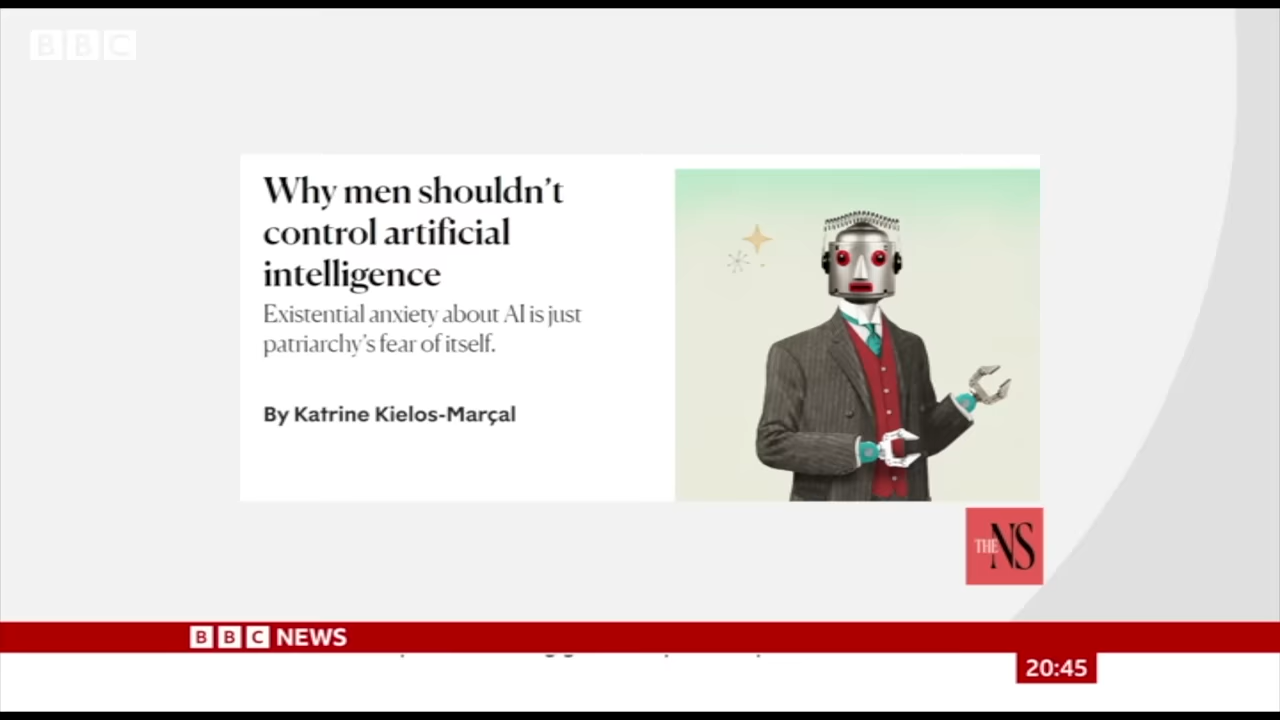 BBC
Why men shouldn't
control artificial
intelligence
Existential anxiety about AI is just
patriarchy's fear of itself.
By Katrine Kielos-Marçal
THE NS
BBC NEWS
20:45